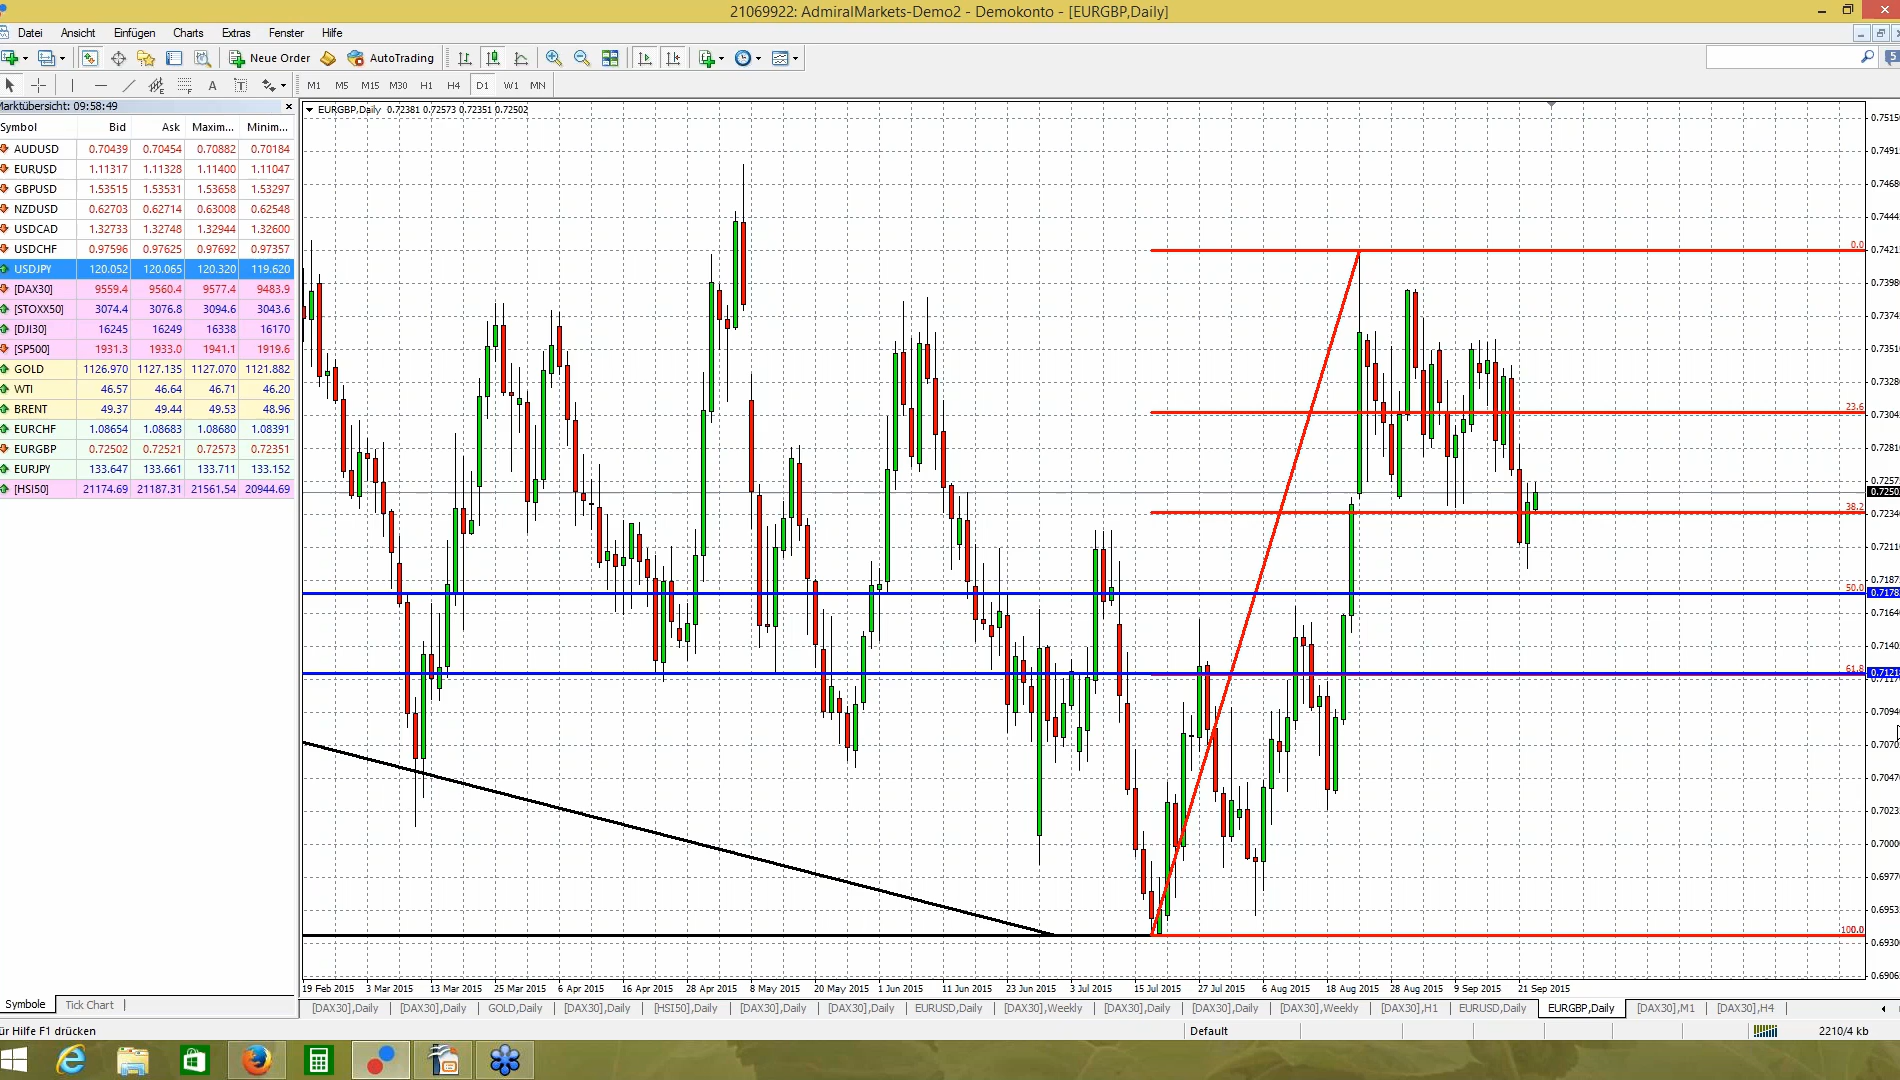 21069922: AdmiralMarkets-Demo2 - Demokonto - [EURGBP,Daily]
Datei Ansicht Einfügen Charts Extras Fenster Hilfe
New Order AutoTrading
5
A T M1 M5 M15 M30 H1 H4 D1 W1 MN
Marktübersicht: 09:58:49
Symbol Bid Ask Maxim... Minim...
AUDUSD 0.70439 0.70454 0.70882 0.70184
EURUSD 1.11317 1.11328 1.11400 1.11047
GBPUSD 1.53515 1.53531 1.53658 1.53297
NZDUSD 0.62703 0.62714 0.63008 0.62548
USDCAD 1.32733 1.32748 1.32944 1.32600
USDCHF 0.97596 0.97625 0.97692 0.97357
USDJPY 120.052 120.065 120.320 119.620
[DAX30] 9559.4 9560.4 9577.4 9483.9
[STOXX50] 3074.4 3076.8 3094.6 3043.6
[DJI30] 16245 16249 16338 16170
[SP500] 1931.3 1933.0 1941.1 1919.6
GOLD 1126.970 1127.135 1127.070 1121.882
WTI 46.57 46.64 46.71 46.20
BRENT 49.37 49.44 49.53 48.96
EURCHF 1.08654 1.08683 1.08680 1.08391
EURGBP 0.72502 0.72521 0.72573 0.72351
EURJPY 133.647 133.661 133.711 133.152
[HSI50] 21174.69 21187.31 21561.54 20944.69
Symbole Tick Chart
EURGBP,Daily 0.72381 0.72573 0.72351 0.72502
0.7515
0.7491
0.7468
0.7444
0.0
0.7421
0.7398
0.7374
0.7351
0.7328
23.6
0.7304
0.7281
0.7257
0.7250
38.2
0.7234
0.7211
0.7187
50.0
0.7178
0.7164
0.7140
61.8
0.7121
0.7117
0.7094
0.7070
0.7047
0.7023
0.7000
0.6977
0.6953
100.0
0.6930
0.6906
19 Feb 2015 3 Mar 2015 13 Mar 2015 25 Mar 2015 6 Apr 2015 16 Apr 2015 28 Apr 2015 8 May 2015 20 May 2015 1 Jun 2015 11 Jun 2015 23 Jun 2015 3 Jul 2015 15 Jul 2015 27 Jul 2015 6 Aug 2015 18 Aug 2015 28 Aug 2015 9 Sep 2015 21 Sep 2015
[DAX30],Daily [DAX30],Daily GOLD,Daily [DAX30],Daily [HSI50],Daily [DAX30],Daily [DAX30],Daily EURUSD,Daily [DAX30],Weekly [DAX30],Daily [DAX30],Daily [DAX30],Weekly [DAX30],H1 EURUSD,Daily EURGBP,Daily [DAX30],M1 [DAX30],H4
ür Hilfe F1 drücken
Default
2210/4 kb